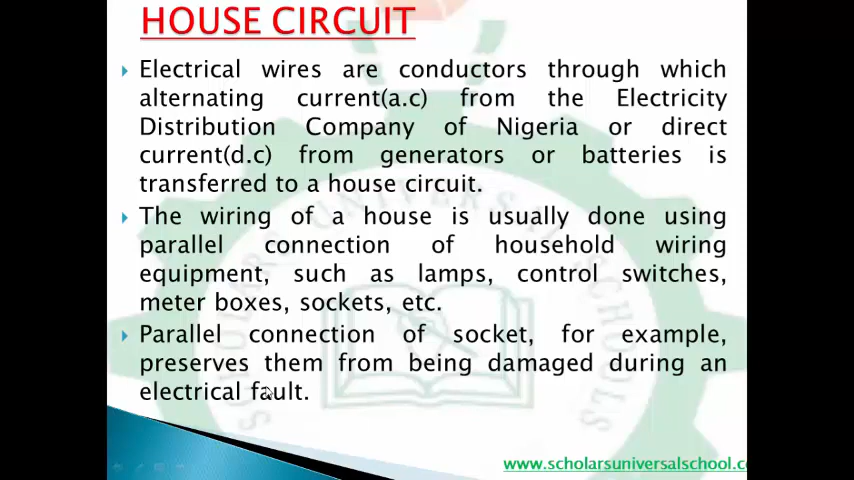 HOUSE CIRCUIT
Electrical wires are conductors through which
alternating current(a.c) from the Electricity
Distribution Company of Nigeria or direct
current(d.c) from generators or batteries is
transferred to a house circuit.
The wiring of a house is usually done using
parallel connection of household wiring
equipment, such as lamps, control switches,
meter boxes, sockets, etc.
Parallel connection of socket, for example,
preserves them from being damaged during an
electrical fault.
SCHOLARS UNIVERSAL SCHOOLS
www.scholarsuniversalschool.c